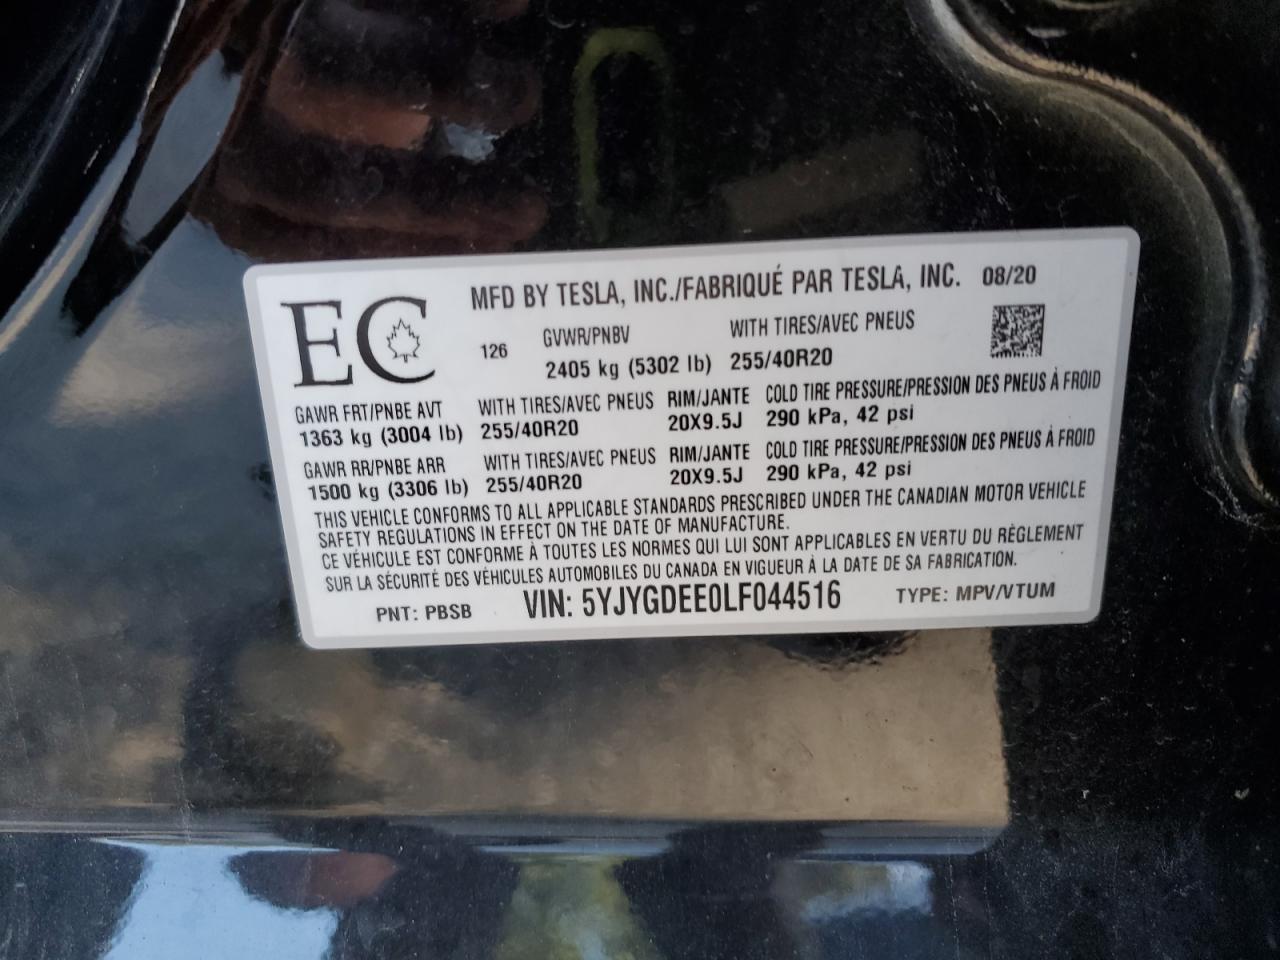 MFD BY TESLA, INC./FABRIQUÉ PAR TESLA, INC. 08/20
EC
126
GVWR/PNBV WITH TIRES/AVEC PNEUS
2405 kg (5302 lb) 255/40R20
GAWR FRT/PNBE AVT WITH TIRES/AVEC PNEUS RIM/JANTE COLD TIRE PRESSURE/PRESSION DES PNEUS À FROID
1363 kg (3004 lb) 255/40R20 20X9.5J 290 kPa, 42 psi
GAWR RR/PNBE ARR WITH TIRES/AVEC PNEUS RIM/JANTE COLD TIRE PRESSURE/PRESSION DES PNEUS À FROID
1500 kg (3306 lb) 255/40R20 20X9.5J 290 kPa, 42 psi
THIS VEHICLE CONFORMS TO ALL APPLICABLE STANDARDS PRESCRIBED UNDER THE CANADIAN MOTOR VEHICLE
SAFETY REGULATIONS IN EFFECT ON THE DATE OF MANUFACTURE.
CE VÉHICULE EST CONFORME À TOUTES LES NORMES QUI LUI SONT APPLICABLES EN VERTU DU RÈGLEMENT
SUR LA SÉCURITÉ DES VÉHICULES AUTOMOBILES DU CANADA EN VIGUEUR À LA DATE DE SA FABRICATION.
PNT: PBSB VIN: 5YJYGDEE0LF044516 TYPE: MPV/VTUM